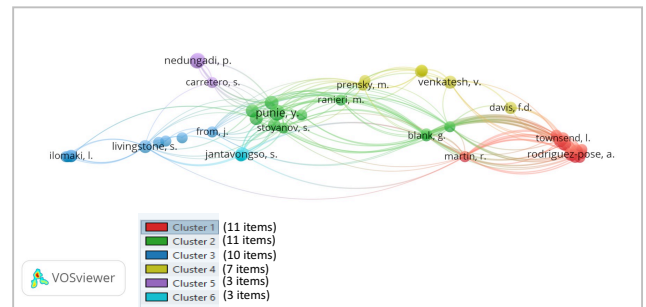 nedungadi, p.
carretero, s.
prensky, m.
venkatesh, v.
ranieri, m.
davis, f.d.
punie, y.
stoyanov, s.
from, j.
blank, g.
townsend, l.
livingstone, s.
jantavongso, s.
ilomaki, l.
martin, r.
rodriguez-pose, a.
Cluster 1 (11 items)
Cluster 2 (11 items)
Cluster 3 (10 items)
Cluster 4 (7 items)
Cluster 5 (3 items)
Cluster 6 (3 items)
VOSviewer